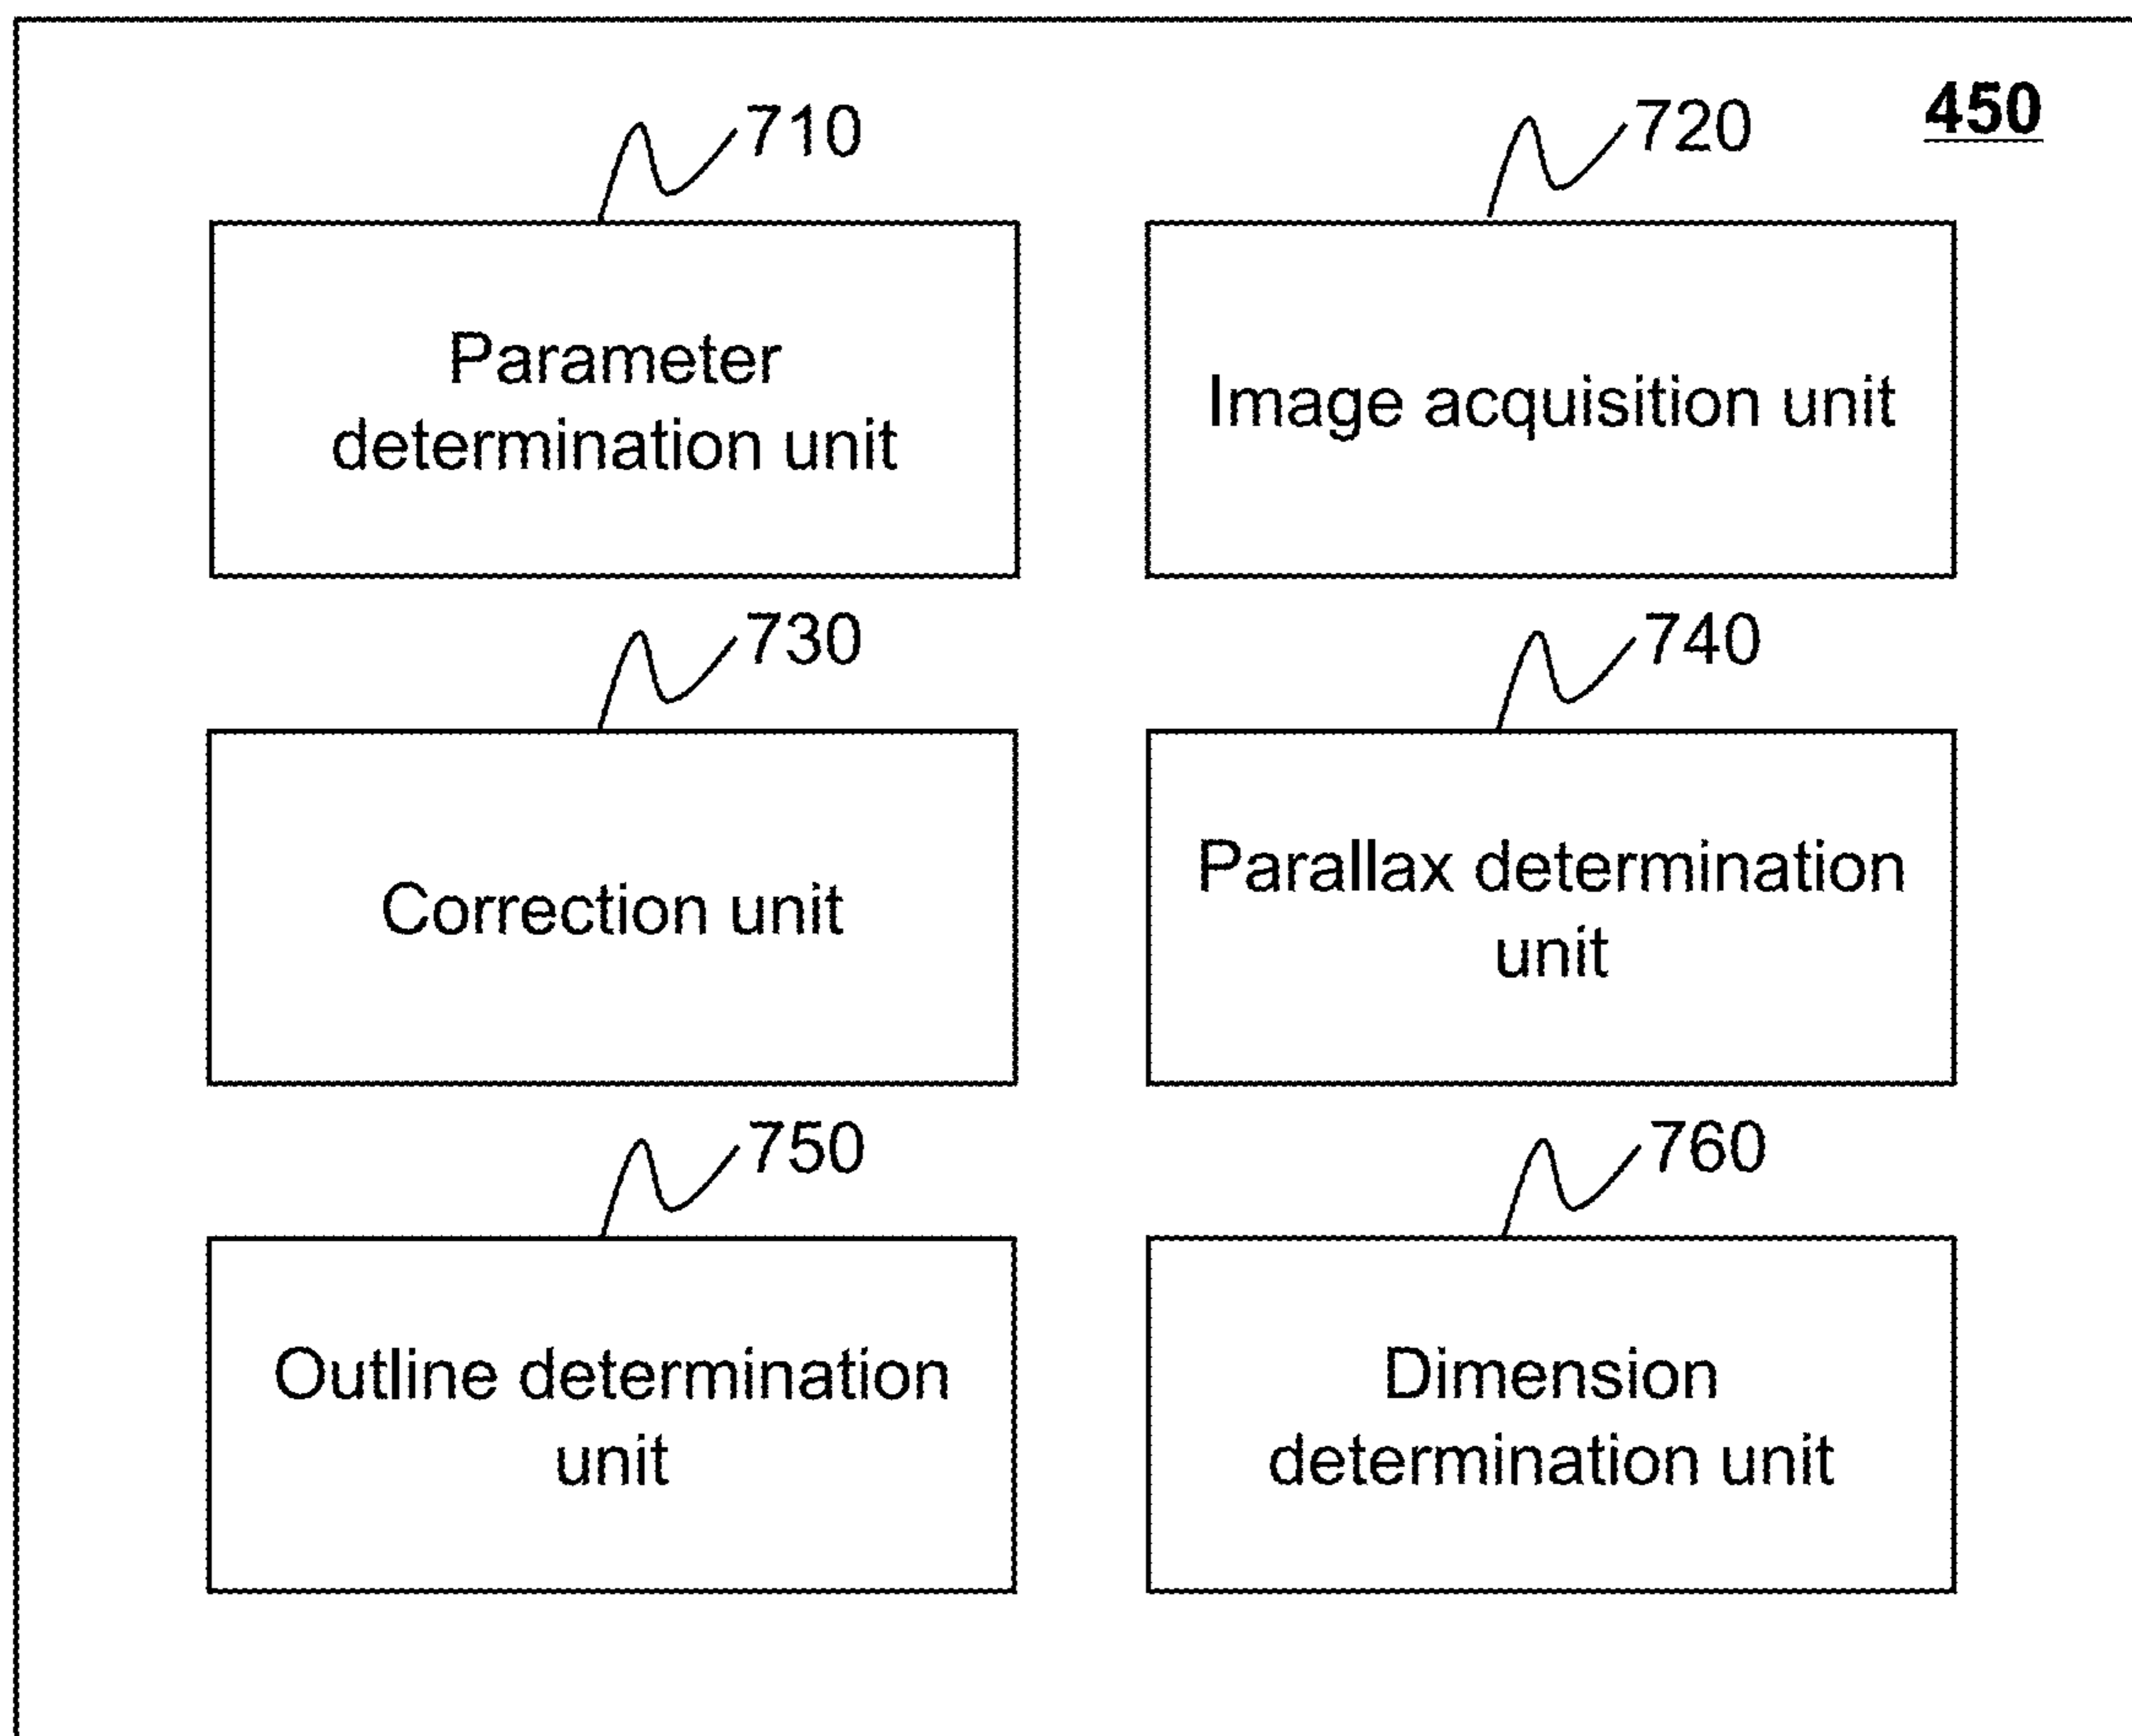 450
710
720
Parameter
determination unit
Image acquisition unit
730
740
Correction unit
Parallax determination
unit
750
760
Outline determination
unit
Dimension
determination unit